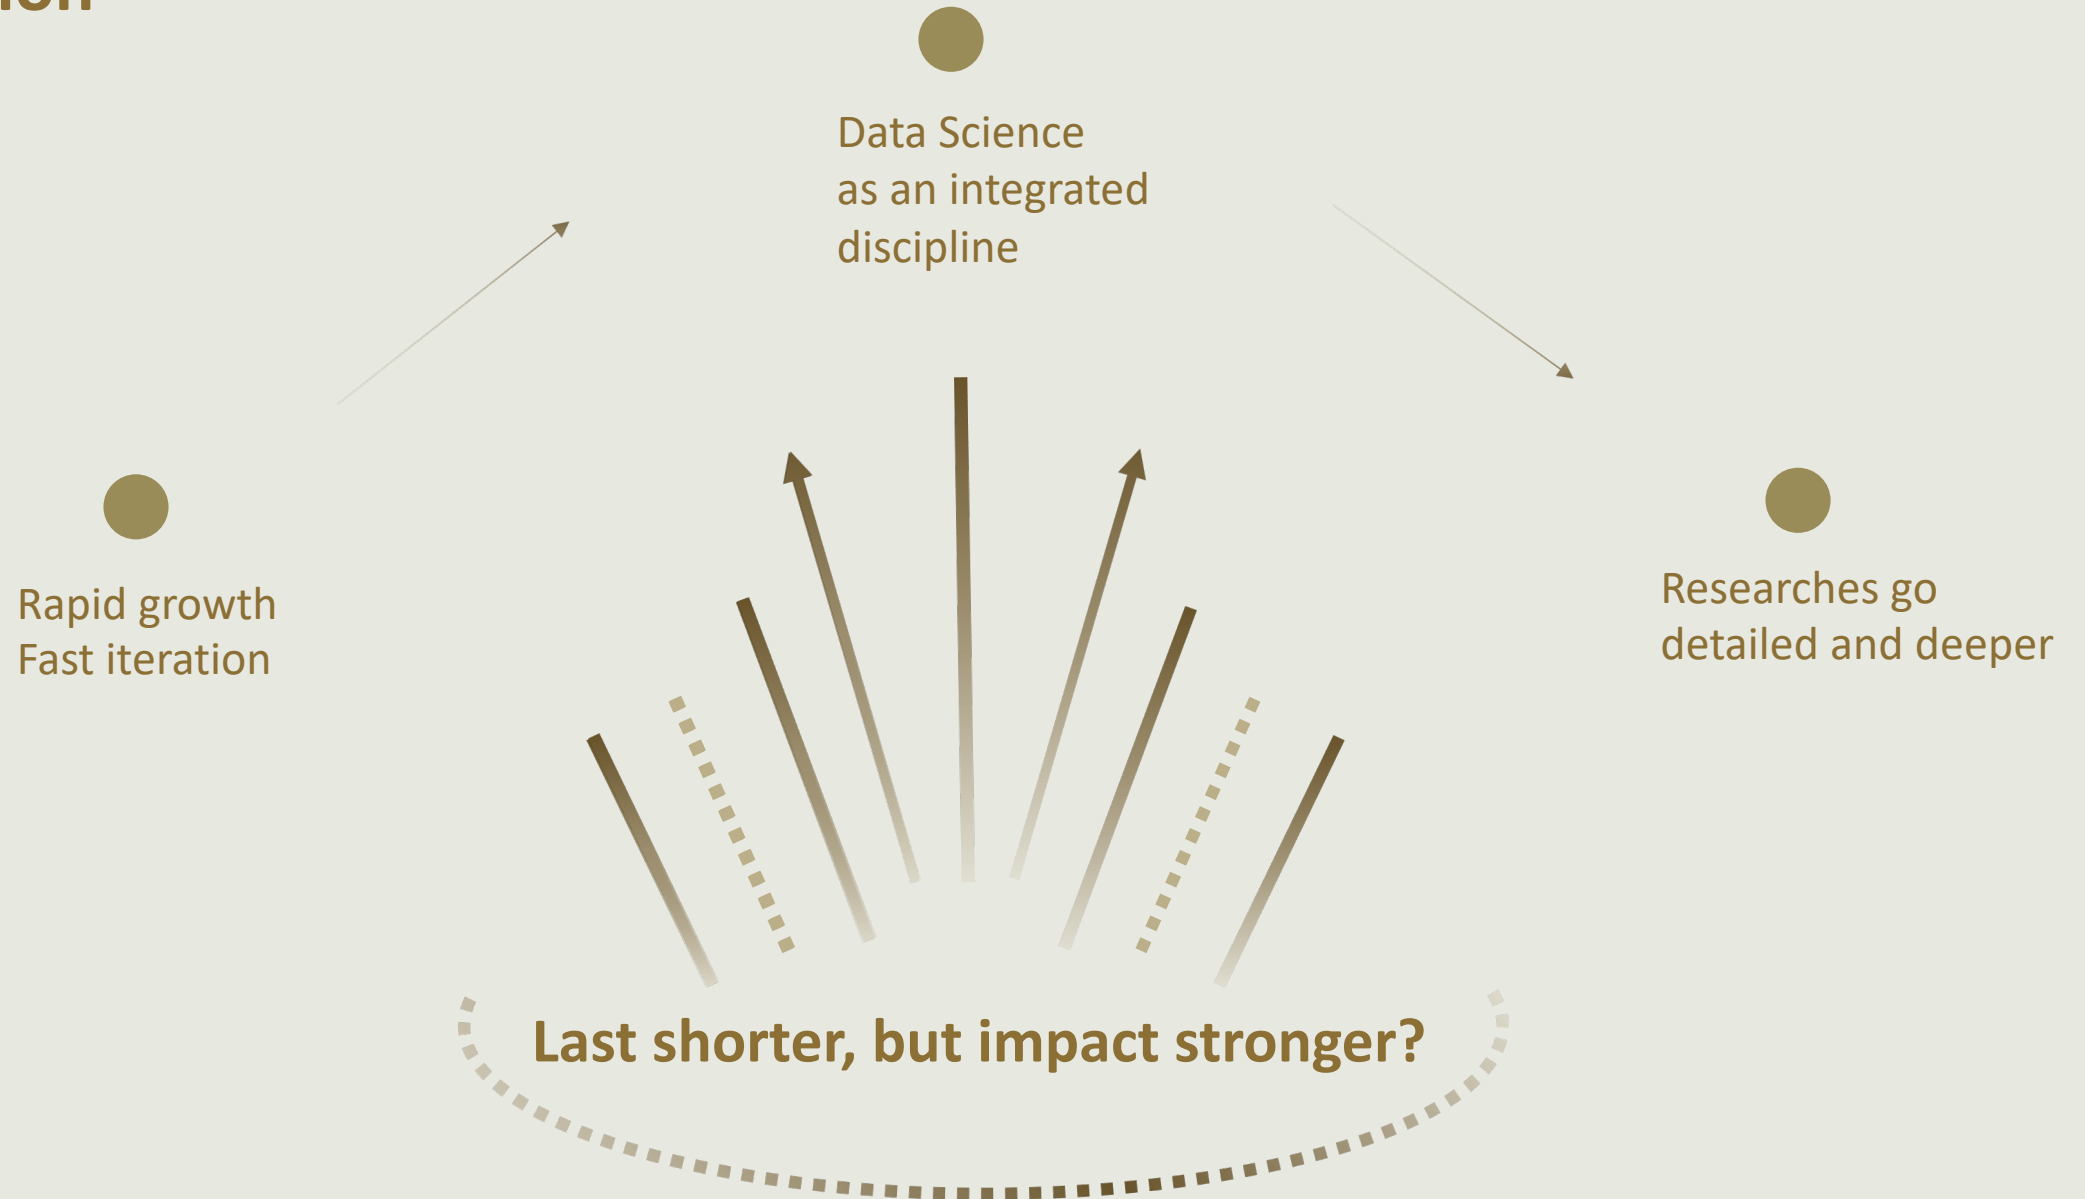 Data Science
as an integrated
discipline
Rapid growth
Fast iteration
Researches go
detailed and deeper
Last shorter, but impact stronger?